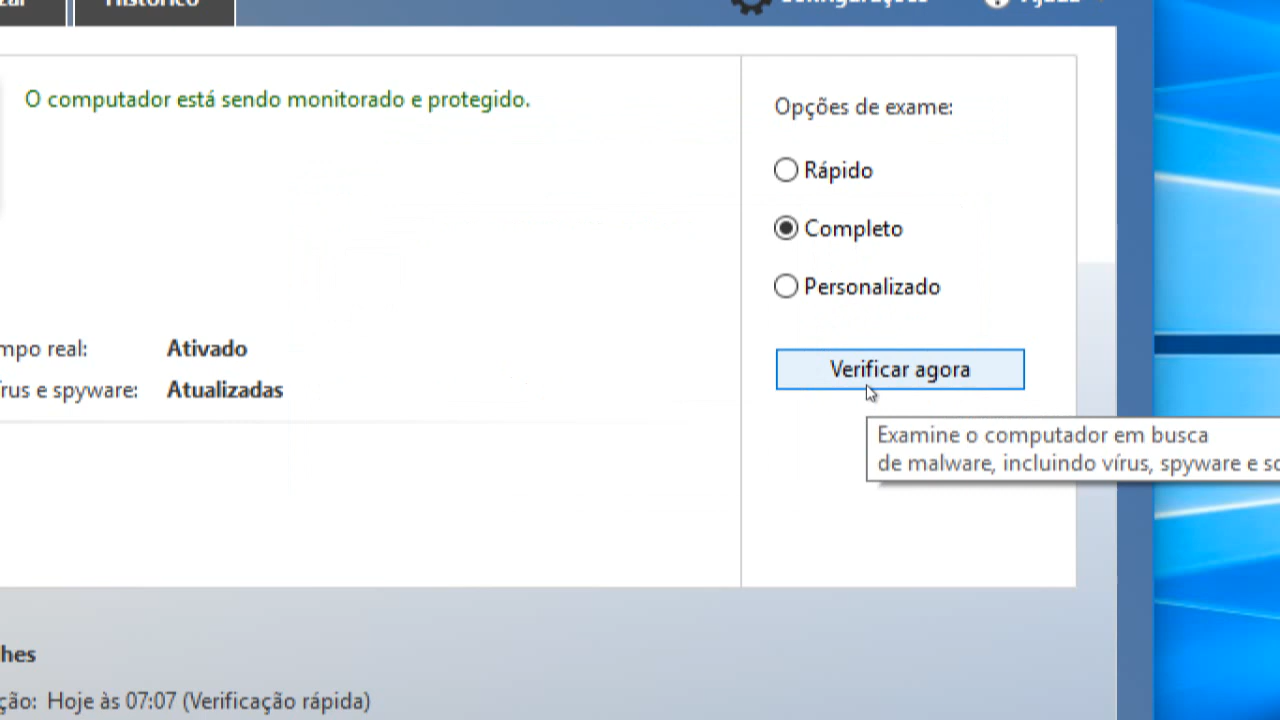 Histórico
Configurações
Ajuda
O computador está sendo monitorado e protegido.
Opções de exame:
Rápido
Completo
Personalizado
mpo real: Ativado
rus e spyware: Atualizadas
Verificar agora
Examine o computador em busca
de malware, incluindo vírus, spyware e so
hes
ção: Hoje às 07:07 (Verificação rápida)